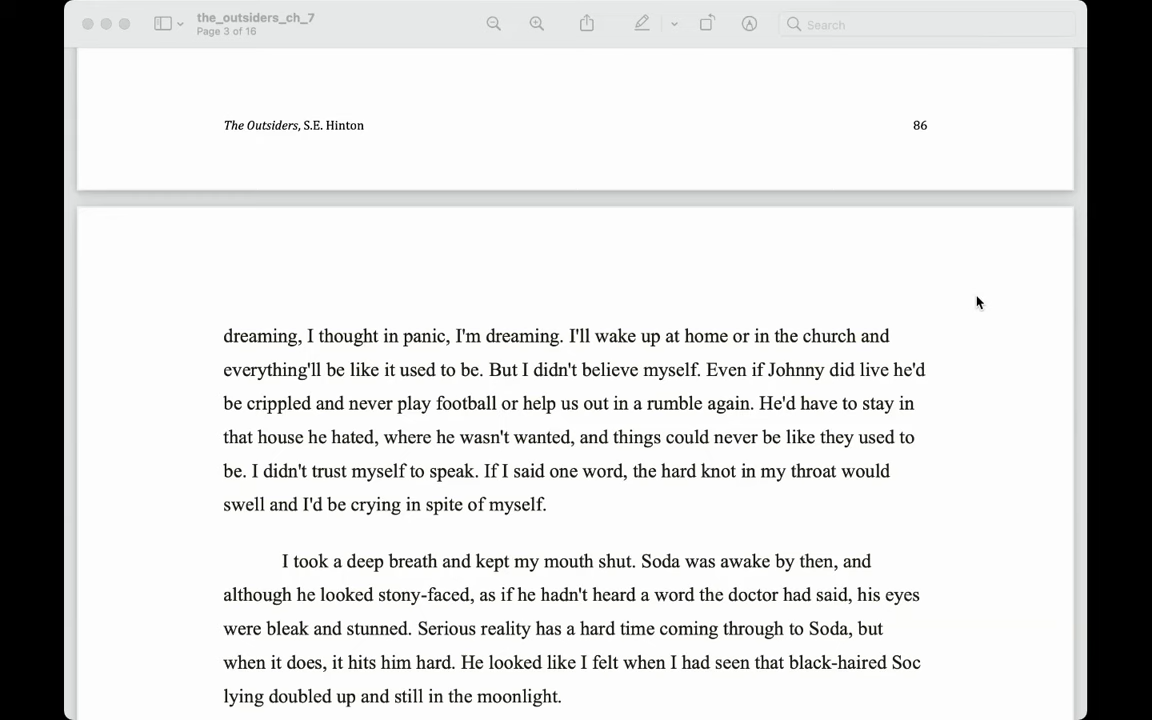 the_outsiders_ch_7
Page 3 of 16
Search
The Outsiders, S.E. Hinton 86
dreaming, I thought in panic, I'm dreaming. I'll wake up at home or in the church and
everything'll be like it used to be. But I didn't believe myself. Even if Johnny did live he'd
be crippled and never play football or help us out in a rumble again. He'd have to stay in
that house he hated, where he wasn't wanted, and things could never be like they used to
be. I didn't trust myself to speak. If I said one word, the hard knot in my throat would
swell and I'd be crying in spite of myself.
I took a deep breath and kept my mouth shut. Soda was awake by then, and
although he looked stony-faced, as if he hadn't heard a word the doctor had said, his eyes
were bleak and stunned. Serious reality has a hard time coming through to Soda, but
when it does, it hits him hard. He looked like I felt when I had seen that black-haired Soc
lying doubled up and still in the moonlight.